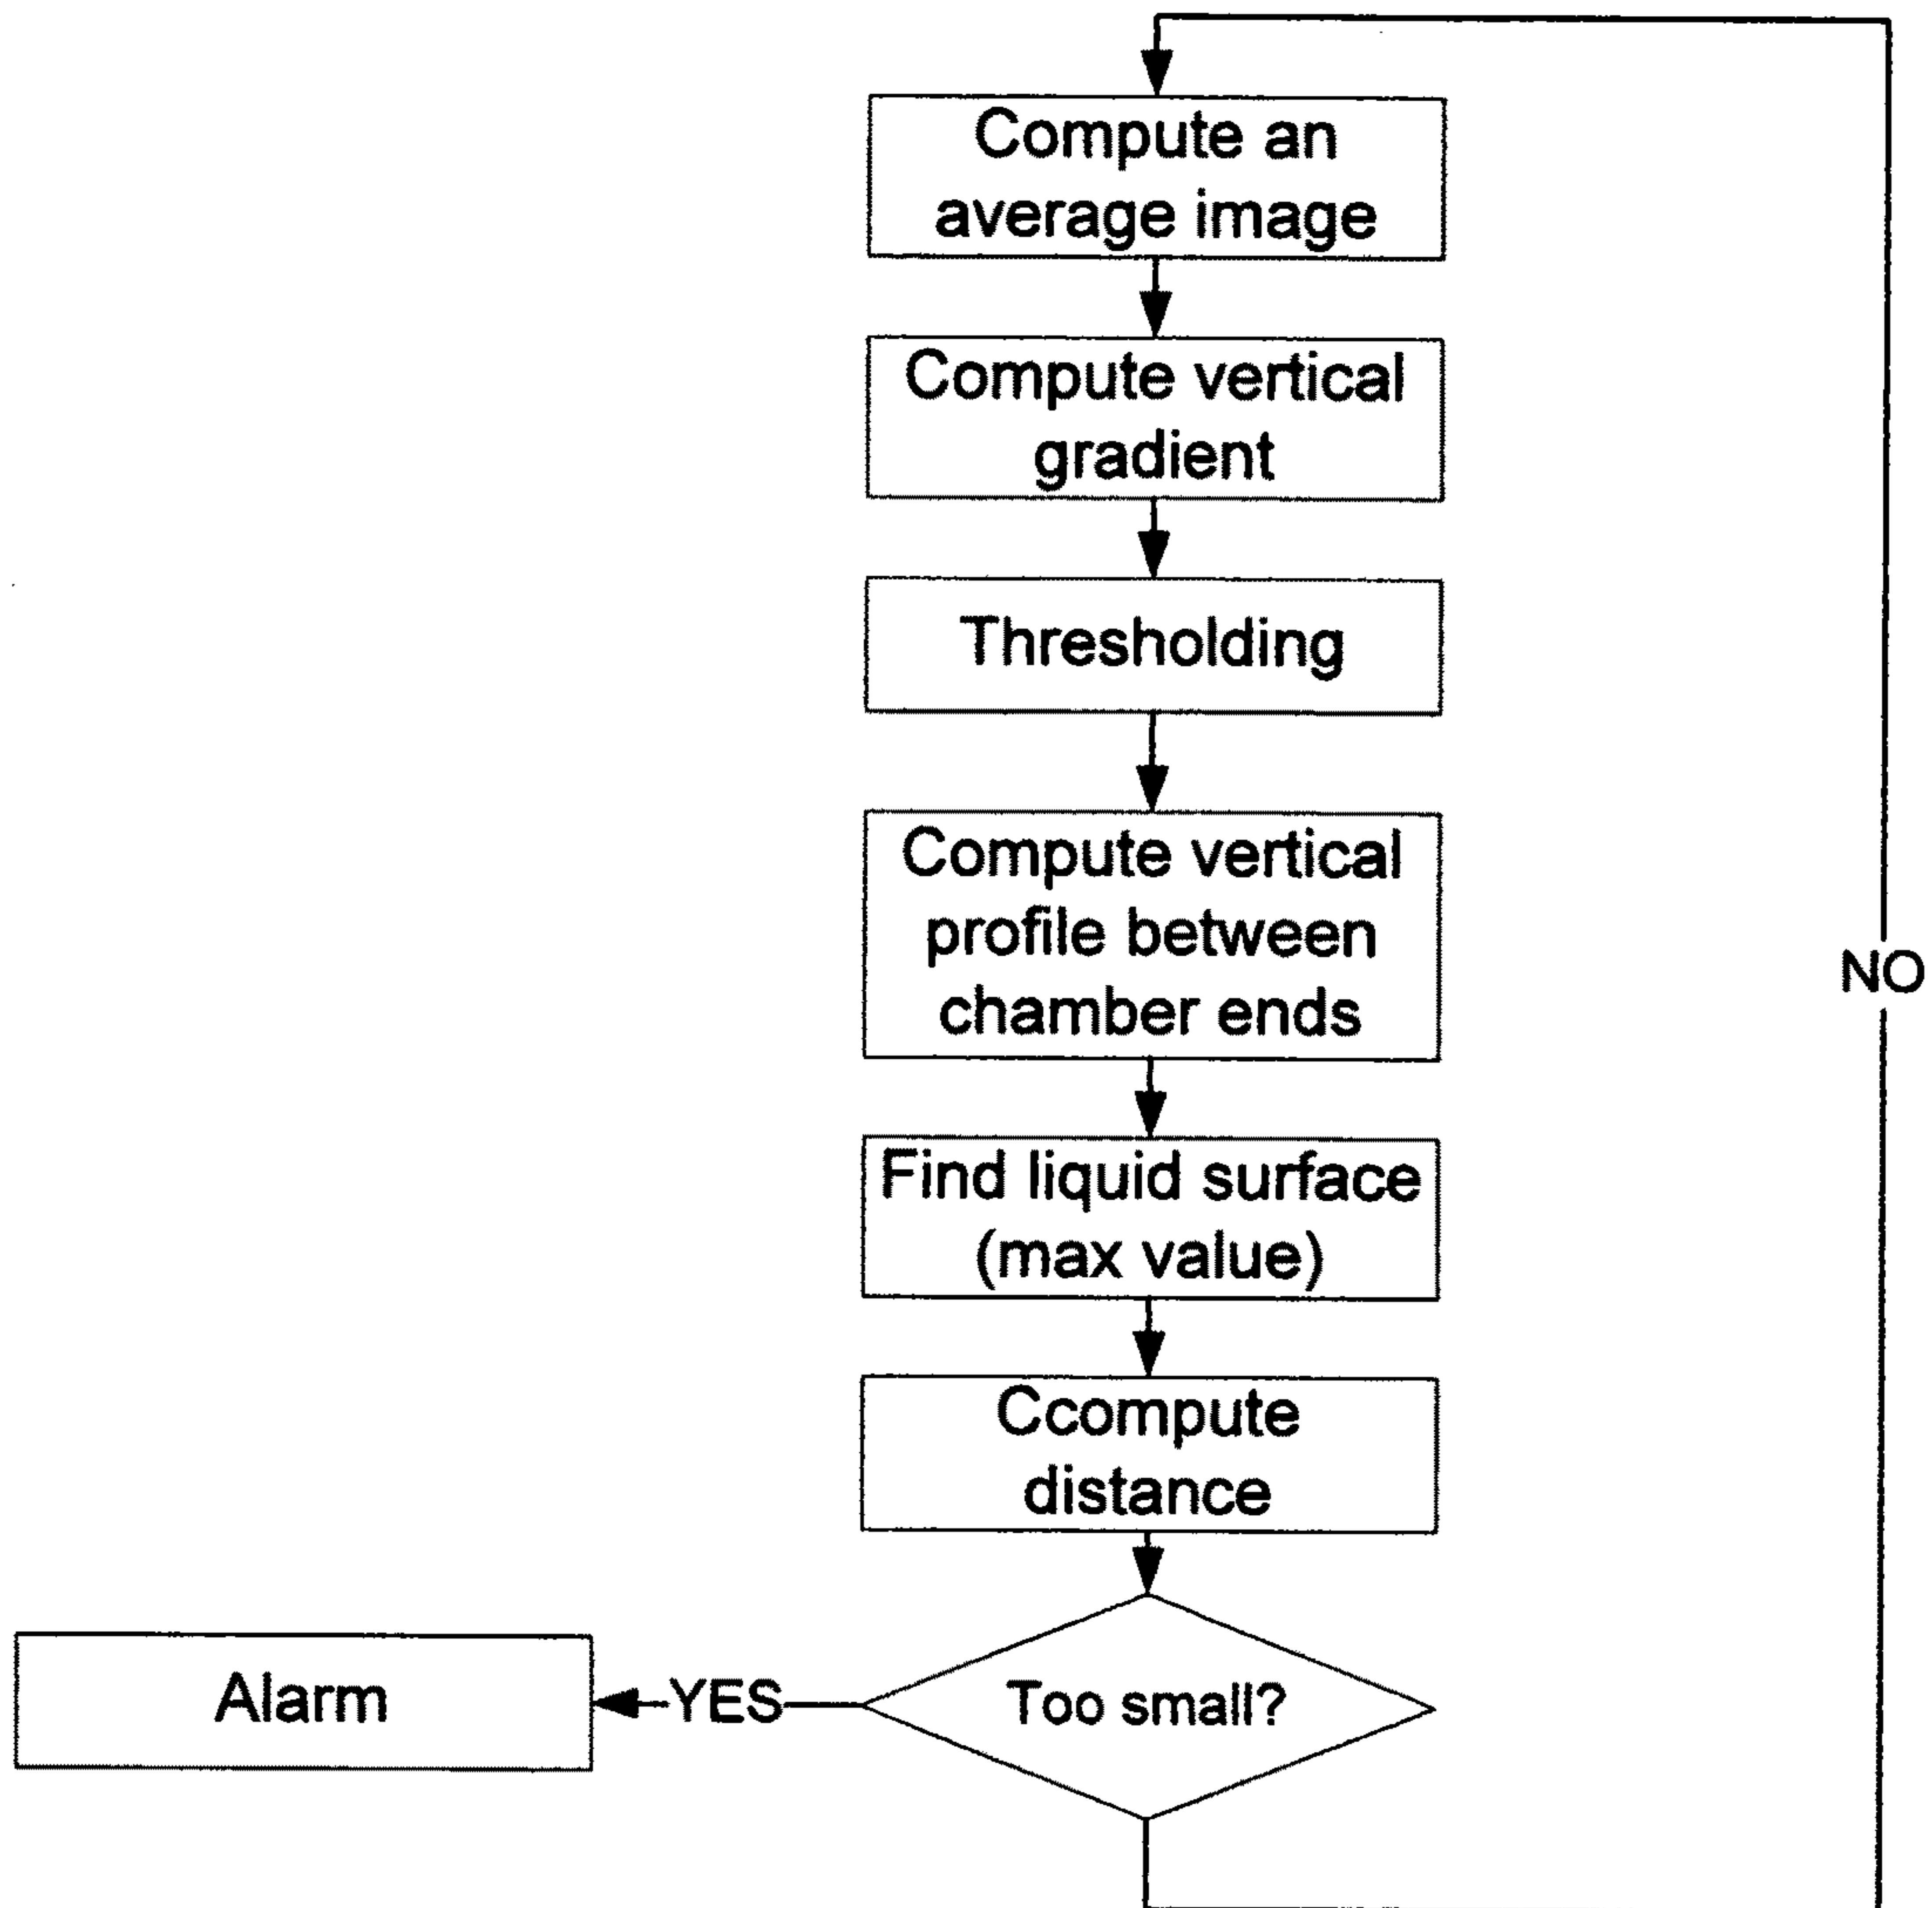 Compute an
average image
Compute vertical
gradient
Thresholding
Compute vertical
profile between
chamber ends
NO
Find liquid surface
(max value)
Ccompute
distance
Alarm
YES
Too small?